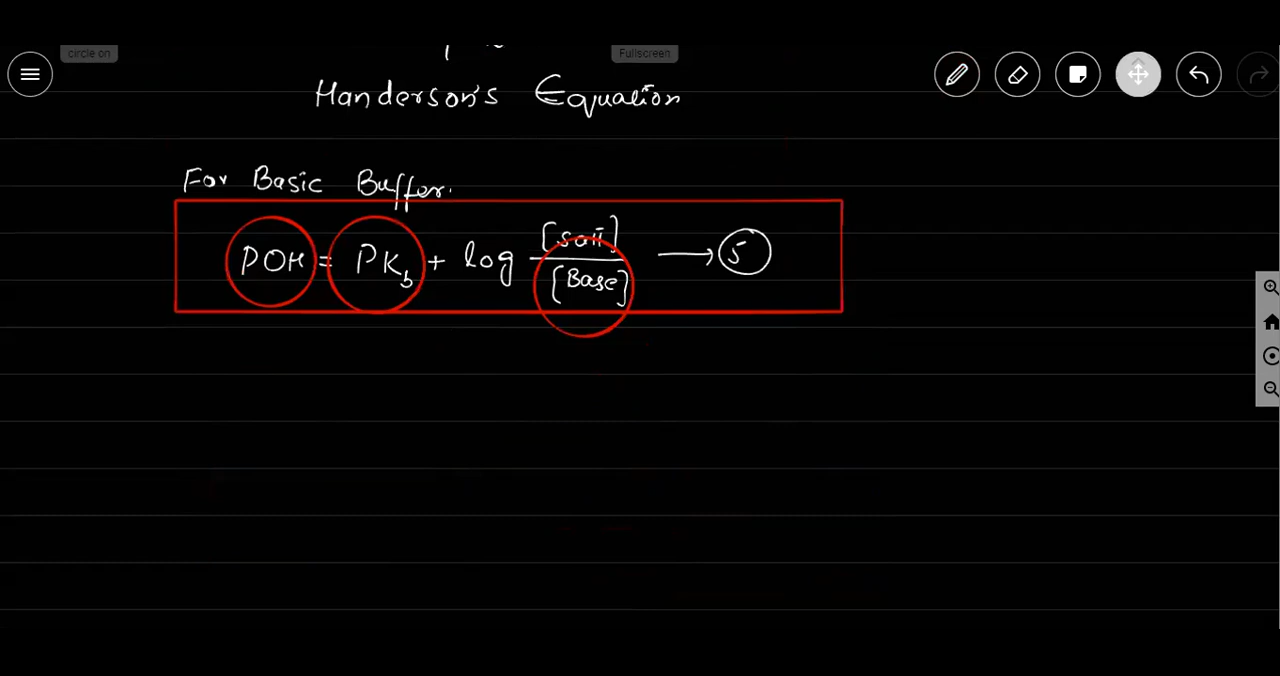 circle on
Fullscreen
Handerson's Equation
For Basic Buffer.
POH = PKb + log [Salt] / [Base] → 5